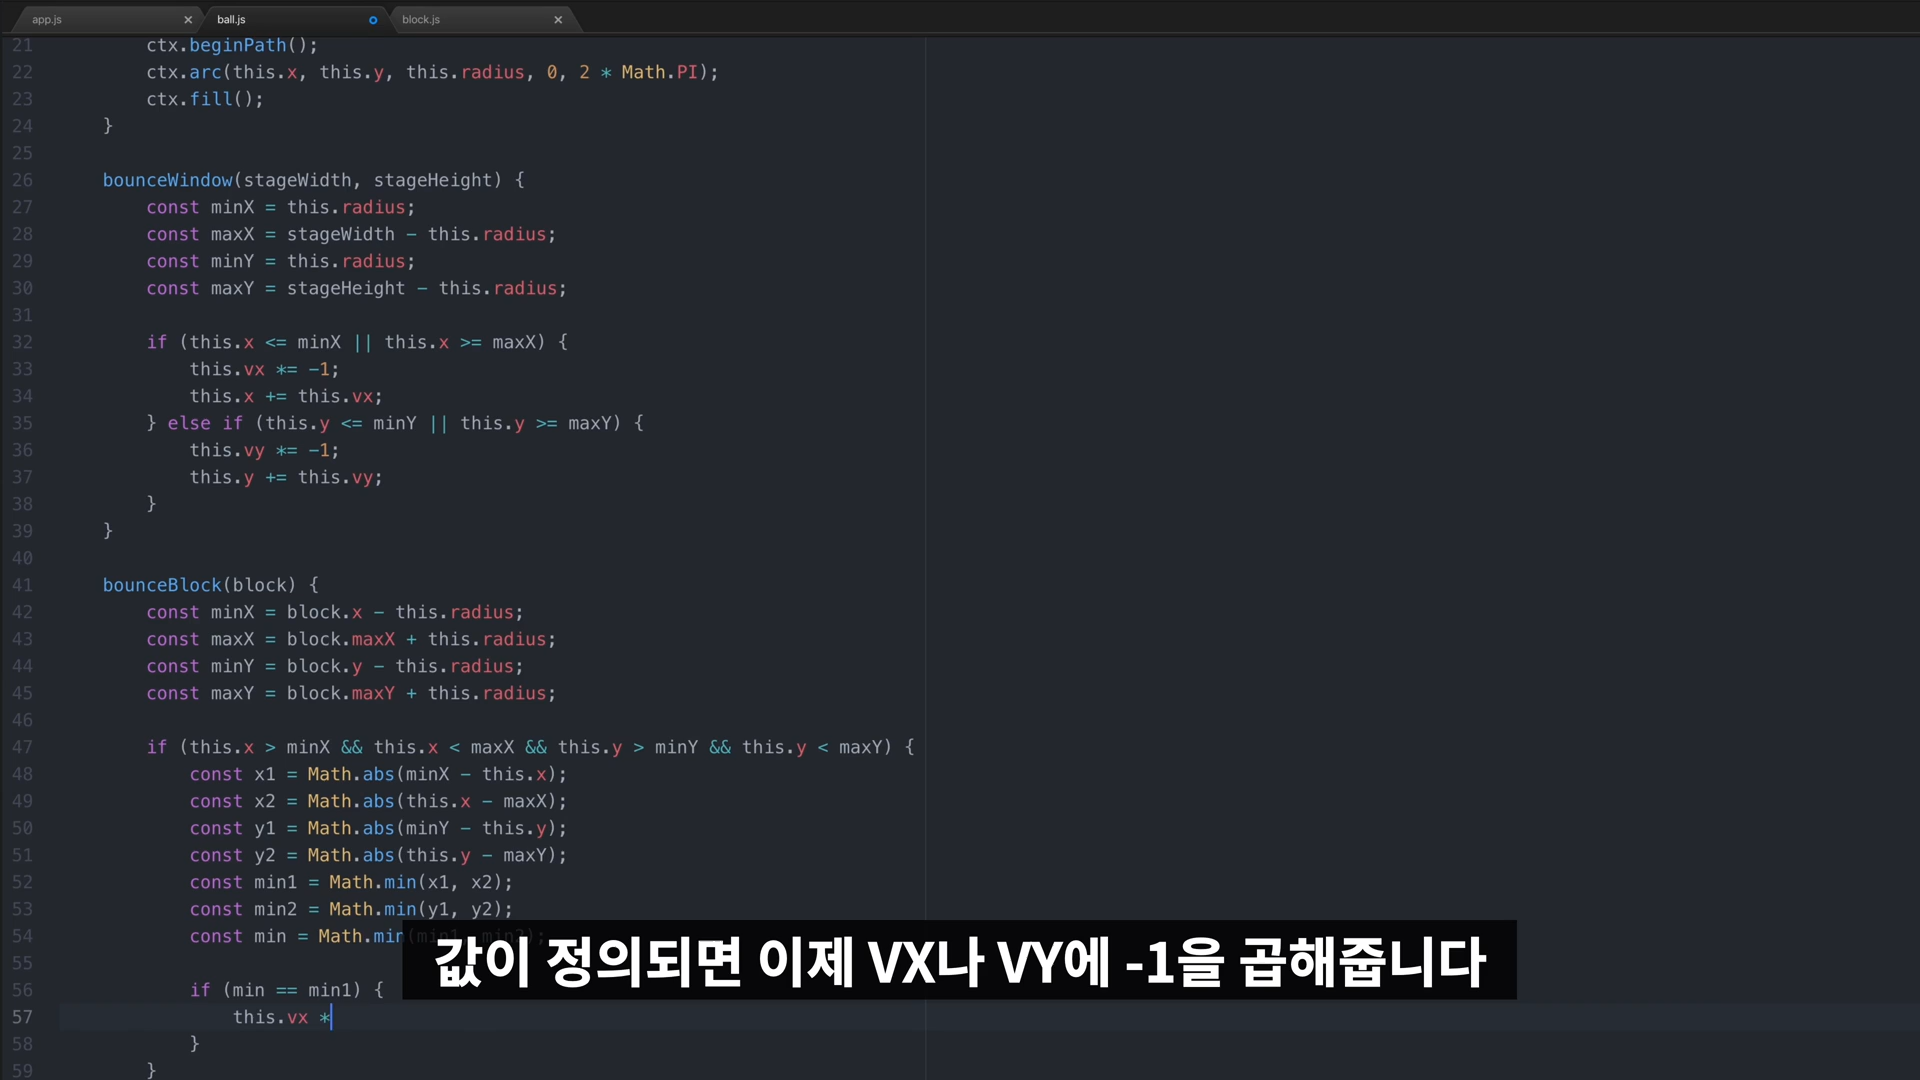 app.js ×
ball.js
block.js ×
21 ctx.beginPath();
22 ctx.arc(this.x, this.y, this.radius, 0, 2 * Math.PI);
23 ctx.fill();
24 }
25
26 bounceWindow(stageWidth, stageHeight) {
27 const minX = this.radius;
28 const maxX = stageWidth - this.radius;
29 const minY = this.radius;
30 const maxY = stageHeight - this.radius;
31
32 if (this.x <= minX || this.x >= maxX) {
33 this.vx *= -1;
34 this.x += this.vx;
35 } else if (this.y <= minY || this.y >= maxY) {
36 this.vy *= -1;
37 this.y += this.vy;
38 }
39 }
40
41 bounceBlock(block) {
42 const minX = block.x - this.radius;
43 const maxX = block.maxX + this.radius;
44 const minY = block.y - this.radius;
45 const maxY = block.maxY + this.radius;
46
47 if (this.x > minX && this.x < maxX && this.y > minY && this.y < maxY) {
48 const x1 = Math.abs(minX - this.x);
49 const x2 = Math.abs(this.x - maxX);
50 const y1 = Math.abs(minY - this.y);
51 const y2 = Math.abs(this.y - maxY);
52 const min1 = Math.min(x1, x2);
53 const min2 = Math.min(y1, y2);
54 const min = Math.min(min1, min2);
55
56 if (min == min1) {
57 this.vx *
58 }
59 }
값이 정의되면 이제 VX나 VY에 -1을 곱해줍니다